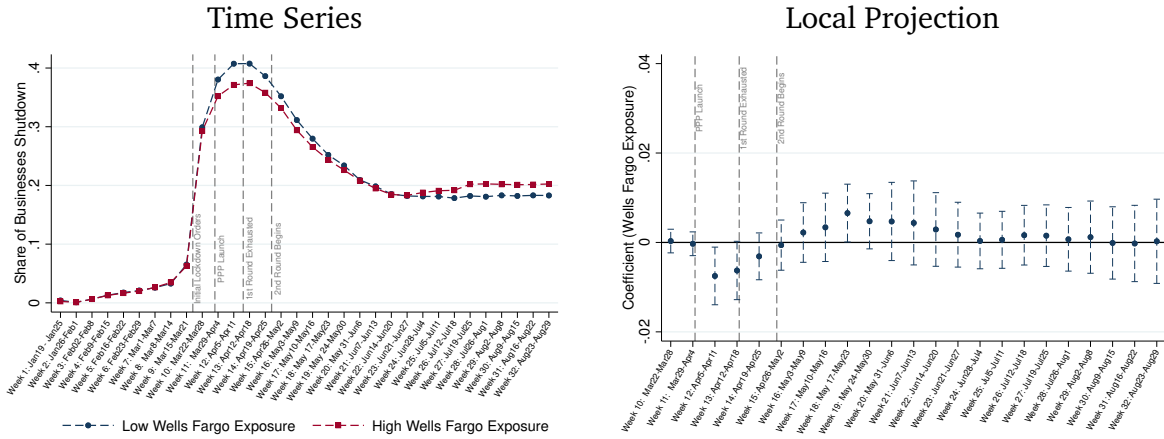 Time Series
Share of Businesses Shutdown
.4
.3
.2
.1
0
Initial Lockdown Orders
PPP Launch
1st Round Exhausted
2nd Round Begins
Week 1: Jan19 - Jan25
Week 2: Jan26-Feb1
Week 3: Feb02-Feb8
Week 4: Feb9-Feb15
Week 5: Feb16-Feb22
Week 6: Feb23-Feb29
Week 7: Mar1-Mar7
Week 8: Mar8-Mar14
Week 9: Mar15-Mar21
Week 10: Mar22-Mar28
Week 11: Mar29-Apr4
Week 12: Apr5-Apr11
Week 13: Apr12-Apr18
Week 14: Apr19-Apr25
Week 15: Apr26-May2
Week 16: May3-May9
Week 17: May10-May16
Week 18: May 17-May23
Week 19: May 24-May30
Week 20: May 31-Jun6
Week 21: Jun7-Jun13
Week 22: Jun14-Jun20
Week 23: Jun21-Jun27
Week 24: Jun28-Jul4
Week 25: Jul5-Jul11
Week 26: Jul12-Jul18
Week 27: Jul19-Jul25
Week 28: Jul26-Aug1
Week 29: Aug2-Aug8
Week 30: Aug9-Aug15
Week 31: Aug16-Aug22
Week 32: Aug23-Aug29
Low Wells Fargo Exposure
High Wells Fargo Exposure
Local Projection
Coefficient (Wells Fargo Exposure)
.04
.02
0
-.02
PPP Launch
1st Round Exhausted
2nd Round Begins
Week 10: Mar22-Mar28
Week 11: Mar29-Apr4
Week 12: Apr5-Apr11
Week 13: Apr12-Apr18
Week 14: Apr19-Apr25
Week 15: Apr26-May2
Week 16: May3-May9
Week 17: May10-May16
Week 18: May 17-May23
Week 19: May 24-May30
Week 20: May 31-Jun6
Week 21: Jun7-Jun13
Week 22: Jun14-Jun20
Week 23: Jun21-Jun27
Week 24: Jun28-Jul4
Week 25: Jul5-Jul11
Week 26: Jul12-Jul18
Week 27: Jul19-Jul25
Week 28: Jul26-Aug1
Week 29: Aug2-Aug8
Week 30: Aug9-Aug15
Week 31: Aug16-Aug22
Week 32: Aug23-Aug29